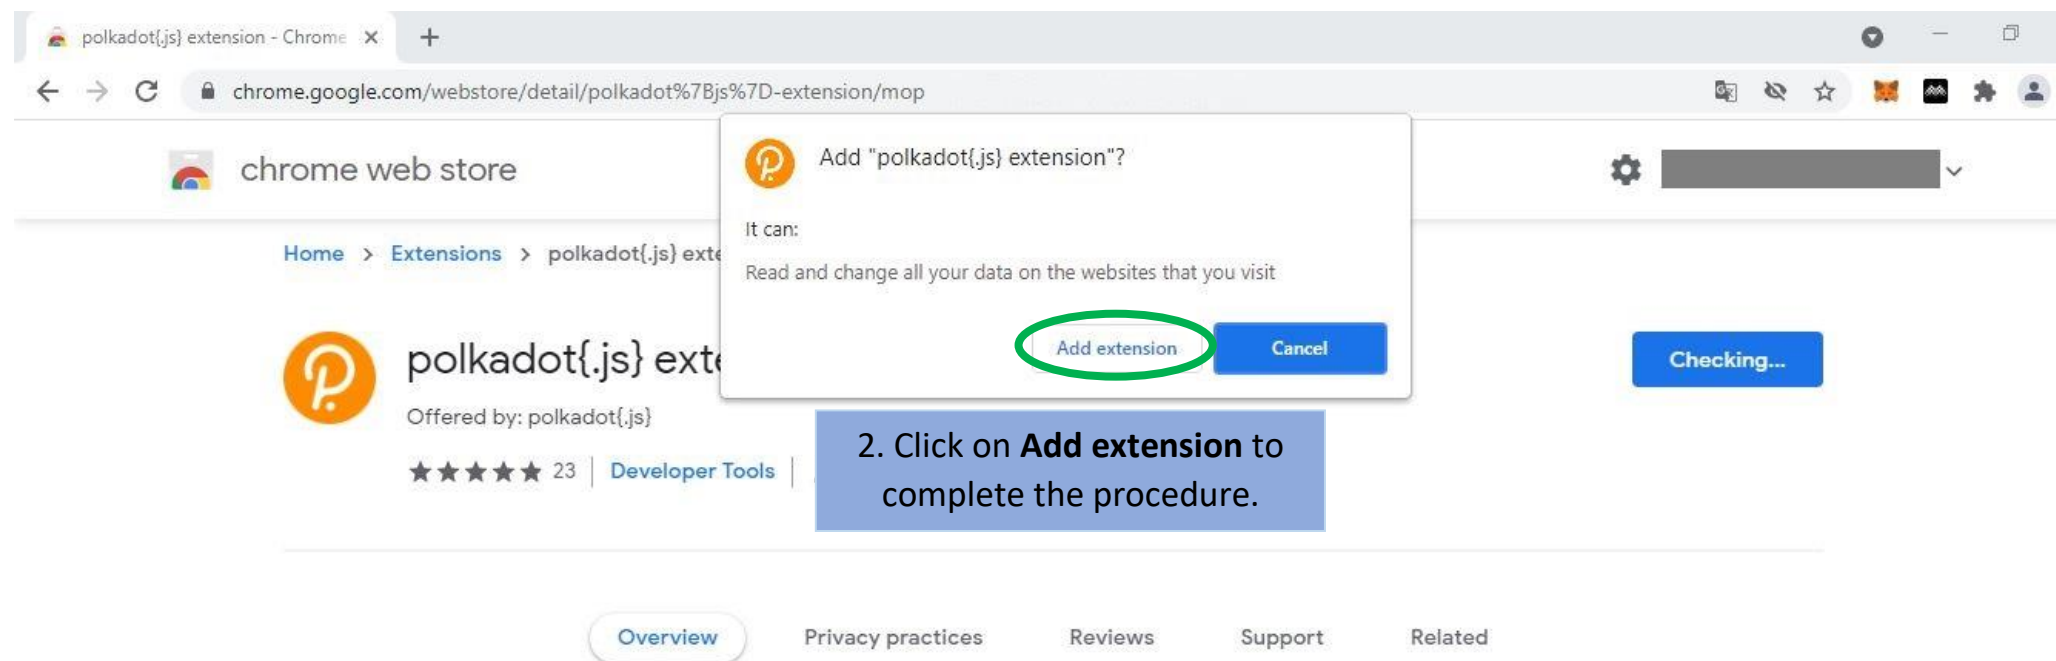 polkadot{.js} extension - Chrome
chrome.google.com/webstore/detail/polkadot%7Bjs%7D-extension/mop
chrome web store
Add "polkadot{.js} extension"?
It can:
Read and change all your data on the websites that you visit
Add extension
Cancel
Home > Extensions > polkadot{.js} exte
polkadot{.js} exte
Checking...
Offered by: polkadot{.js}
23 | Developer Tools |
2. Click on Add extension to
complete the procedure.
Overview Privacy practices Reviews Support Related